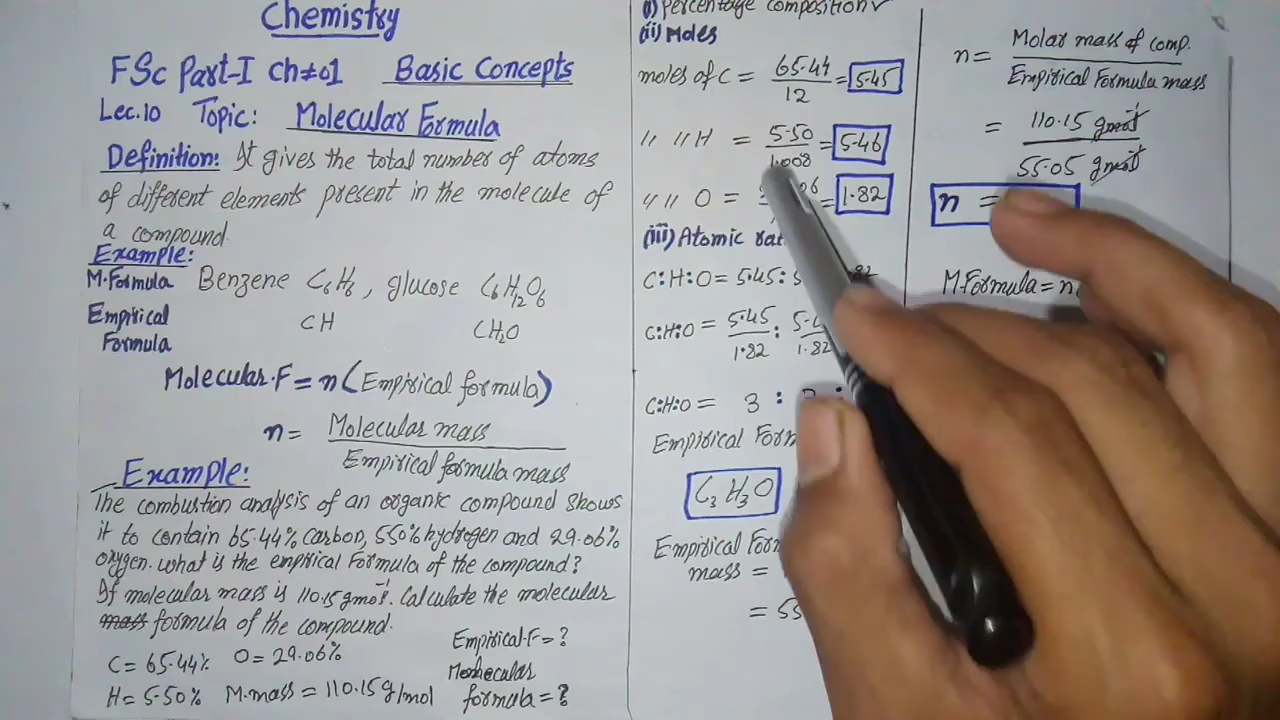 Chemistry
FSc Part-I Ch#01 Basic Concepts
Lec.10 Topic: Molecular Formula
Definition: It gives the total number of atoms
of different elements present in the molecule of
a compound.
Example:
M.Formula Benzene C₆H₆, glucose C₆H₁₂O₆
Empirical CH CH₂O
Formula
Molecular.F = n(Empirical formula)
n = Molecular mass
Empirical formula mass
Example:
The combustion analysis of an organic compound shows
it to contain 65.44% carbon, 5.50% hydrogen and 29.06%
oxygen. what is the empirical Formula of the compound?
If molecular mass is 110.15 gmol⁻¹. Calculate the molecular
mass formula of the compound.
C = 65.44% O = 29.06%
H = 5.50% M.mass = 110.15g/mol
Empirical.F = ?
Molecular
formula = ?
(i) Percentage composition ✓
(ii) Moles
moles of C = 65.44 = 5.45
12
〃 〃 H = 5.50 = 5.46
1.008
〃 〃 O = = 1.82
(iii) Atomic
C:H:O = 5.45:
C:H:O = 5.45 :
1.82 1.82
C:H:O = 3 :
Empirical
C₃H₃O
Empirical
mass =
=
n = Molar mass of comp.
Empirical Formula mass
= 110.15 gmol⁻¹
55.05 gmol⁻¹
n =
M.Formula = n